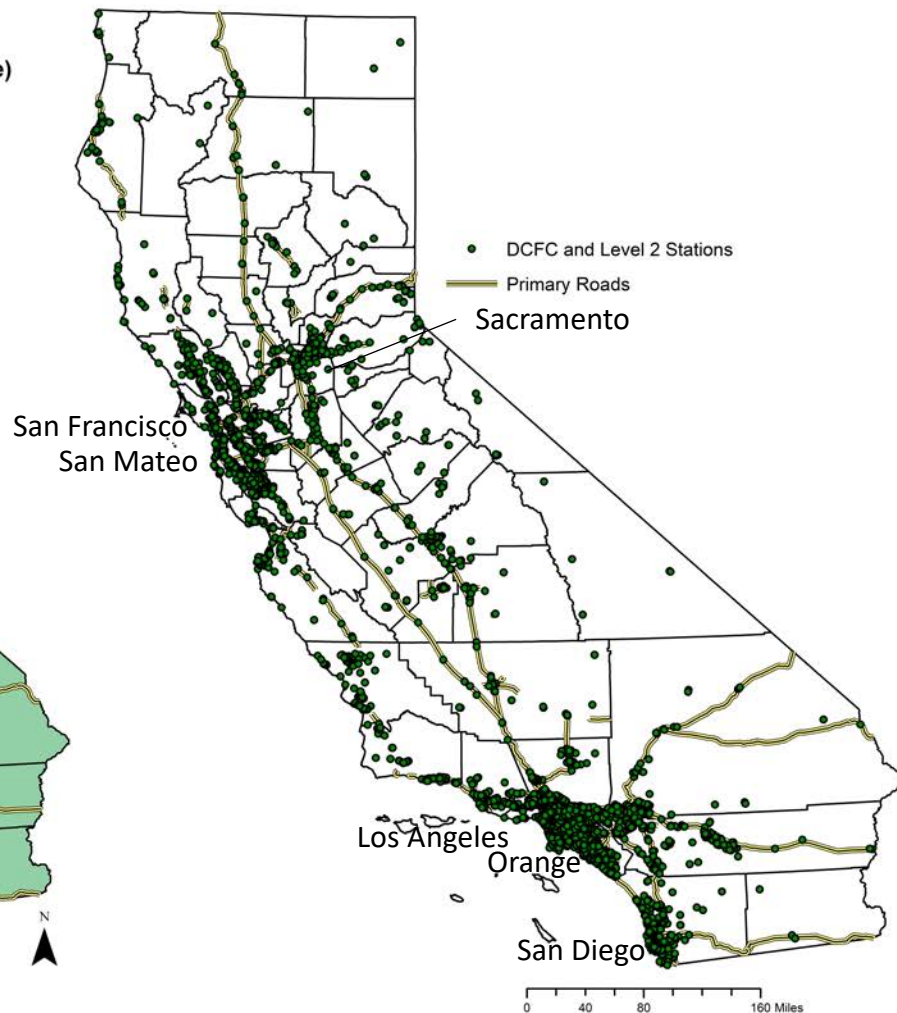 e)
DCFC and Level 2 Stations
Primary Roads
Sacramento
San Francisco
San Mateo
Los Angeles
Orange
San Diego
N
0 40 80 160 Miles